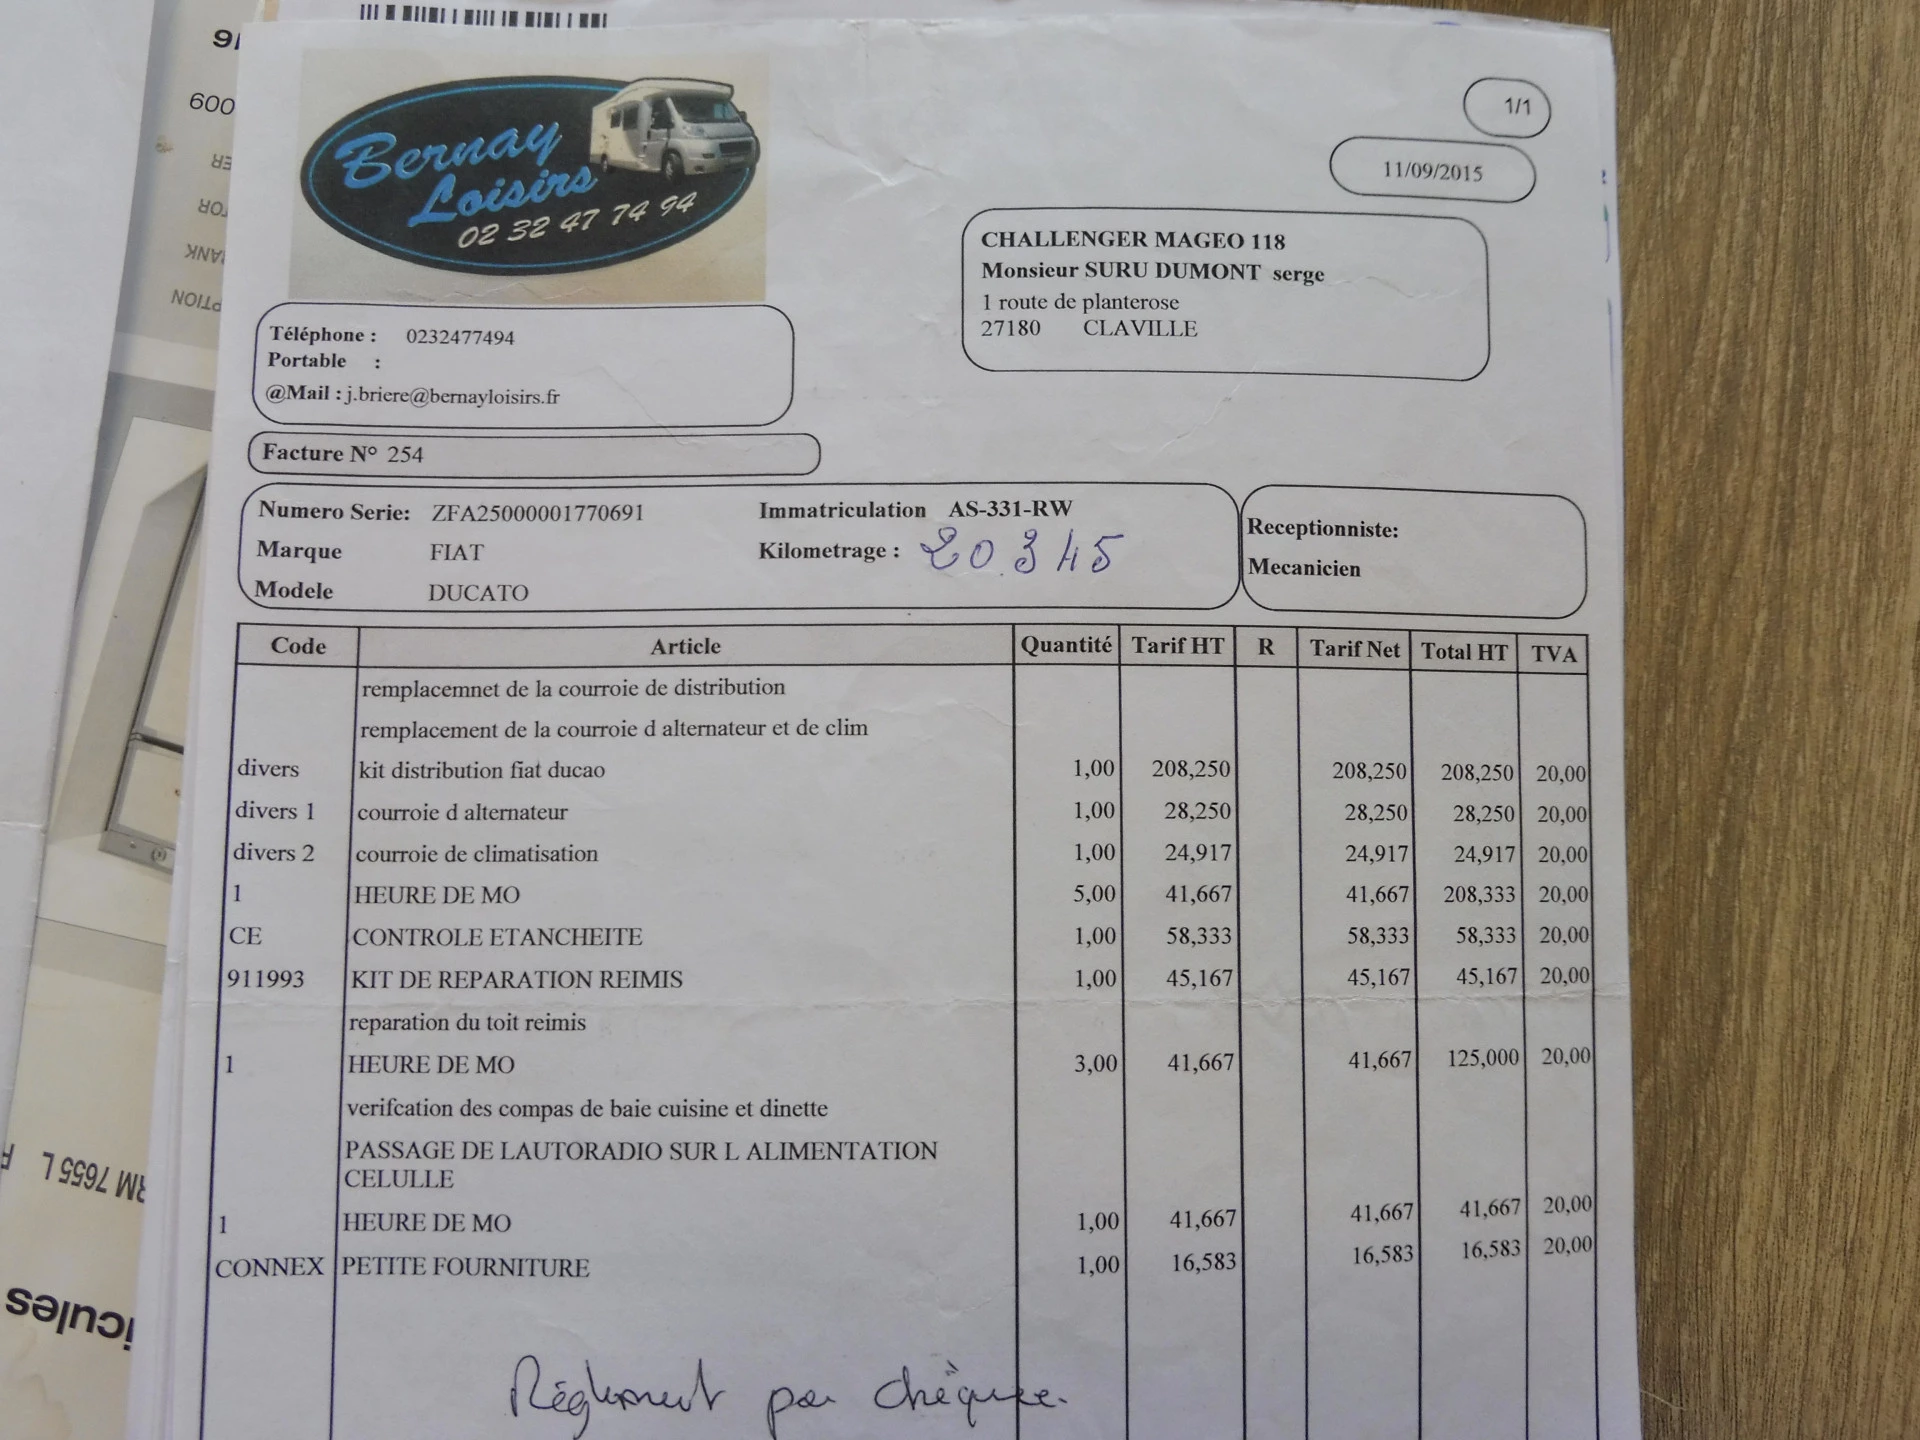 9/
600
ER
TOR
ANK
PTION
RM 7655 L
icules
Bernay
Loisirs
02 32 47 74 94
1/1
11/09/2015
CHALLENGER MAGEO 118
Monsieur SURU DUMONT serge
1 route de planterose
27180 CLAVILLE
Téléphone : 0232477494
Portable :
@Mail : j.briere@bernayloisirs.fr
Facture N° 254
Numero Serie: ZFA25000001770691 Immatriculation AS-331-RW
Marque FIAT Kilometrage : 20.345
Modele DUCATO
Receptionniste:
Mecanicien
Code Article Quantité Tarif HT R Tarif Net Total HT TVA
remplacemnet de la courroie de distribution
remplacement de la courroie d alternateur et de clim
divers kit distribution fiat ducao 1,00 208,250 208,250 208,250 20,00
divers 1 courroie d alternateur 1,00 28,250 28,250 28,250 20,00
divers 2 courroie de climatisation 1,00 24,917 24,917 24,917 20,00
1 HEURE DE MO 5,00 41,667 41,667 208,333 20,00
CE CONTROLE ETANCHEITE 1,00 58,333 58,333 58,333 20,00
911993 KIT DE REPARATION REIMIS 1,00 45,167 45,167 45,167 20,00
reparation du toit reimis
1 HEURE DE MO 3,00 41,667 41,667 125,000 20,00
verifcation des compas de baie cuisine et dinette
PASSAGE DE LAUTORADIO SUR L ALIMENTATION
CELULLE
1 HEURE DE MO 1,00 41,667 41,667 41,667 20,00
CONNEX PETITE FOURNITURE 1,00 16,583 16,583 16,583 20,00
Règlement par chèque.